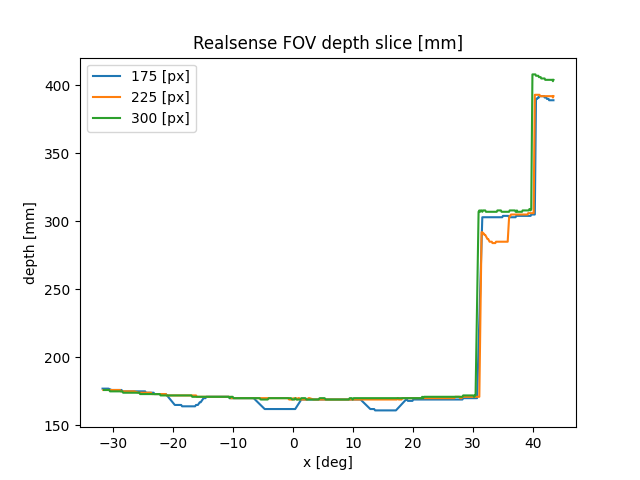 Realsense FOV depth slice [mm]
175 [px]
225 [px]
300 [px]
depth [mm]
400
350
300
250
200
150
−30
−20
−10
0
10
20
30
40
x [deg]